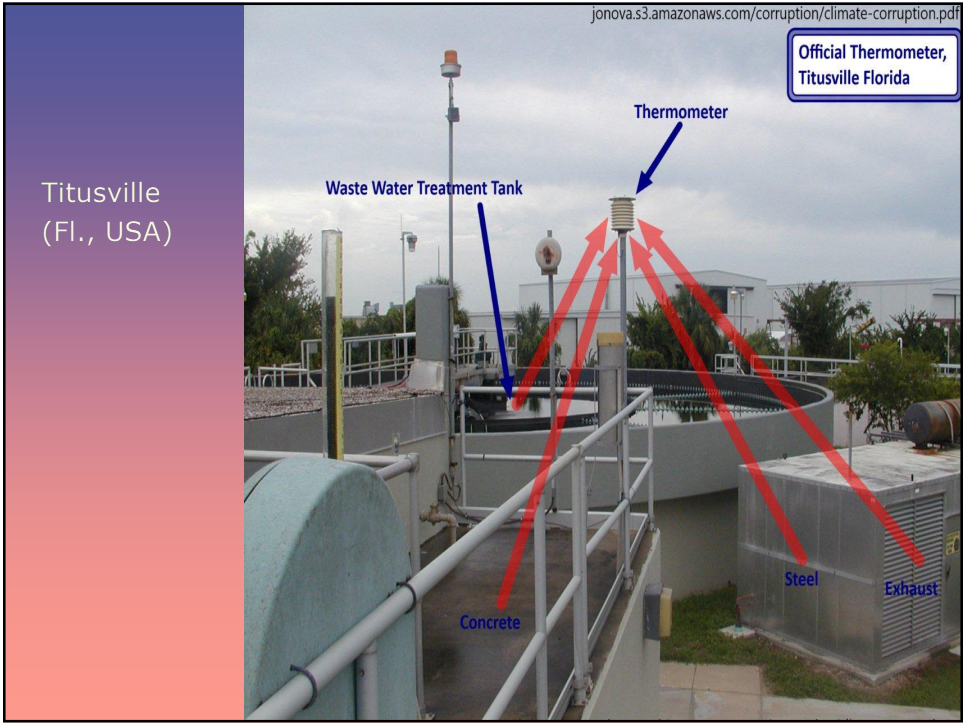 jonova.s3.amazonaws.com/corruption/climate-corruption.pdf
Official Thermometer,
Titusville Florida
Titusville
(Fl., USA)
Thermometer
Waste Water Treatment Tank
Steel
Exhaust
Concrete